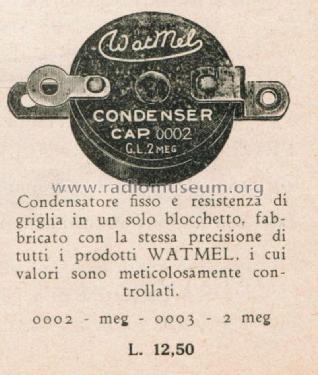 WatMel
CONDENSER
CAP. 0002
G.L. 2 MEG
www.radiomuseum.org
Condensatore fisso e resistenza di
griglia in un solo blocchetto, fab-
bricato con la stessa precisione di
tutti i prodotti WATMEL, i cui
valori sono meticolosamente con-
trollati.
0002 - meg - 0003 - 2 meg
L. 12,50